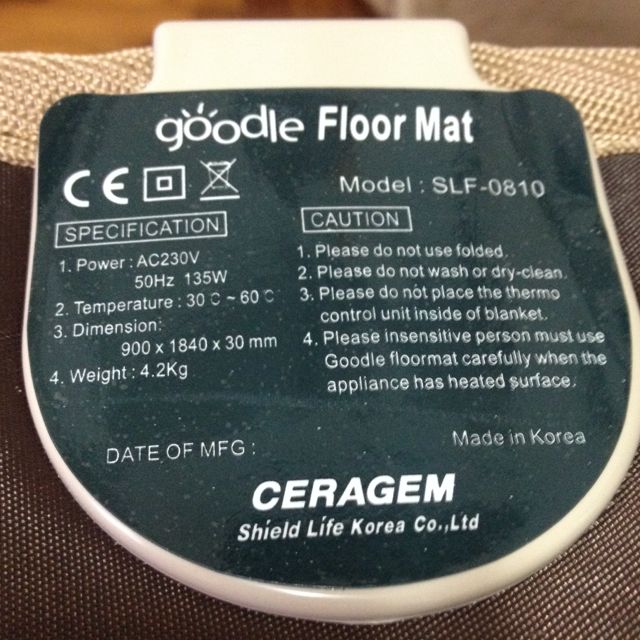 goodle Floor Mat
CE
Model : SLF-0810
SPECIFICATION
1. Power : AC230V
50Hz 135W
2. Temperature : 30℃ ~ 60℃
3. Dimension:
900 x 1840 x 30 mm
4. Weight : 4.2Kg
CAUTION
1. Please do not use folded.
2. Please do not wash or dry-clean.
3. Please do not place the thermo
control unit inside of blanket.
4. Please insensitive person must use
Goodle floormat carefully when the
appliance has heated surface.
DATE OF MFG :
Made in Korea
CERAGEM
Shield Life Korea Co.,Ltd